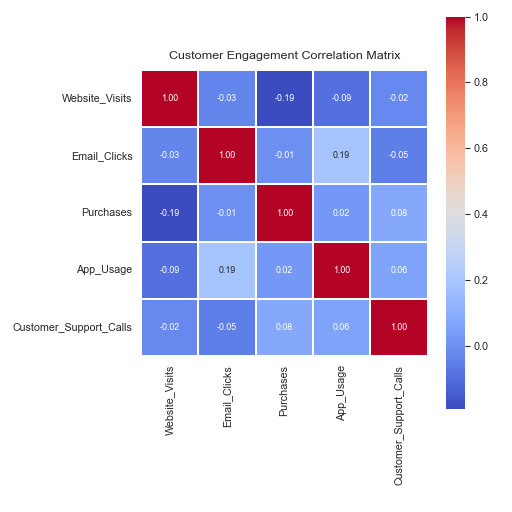 Customer Engagement Correlation Matrix
1.0
0.8
0.6
0.4
0.2
0.0
Website_Visits 1.00 -0.03 -0.19 -0.09 -0.02
Email_Clicks -0.03 1.00 -0.01 0.19 -0.05
Purchases -0.19 -0.01 1.00 0.02 0.08
App_Usage -0.09 0.19 0.02 1.00 0.06
Customer_Support_Calls -0.02 -0.05 0.08 0.06 1.00
Website_Visits
Email_Clicks
Purchases
App_Usage
Customer_Support_Calls